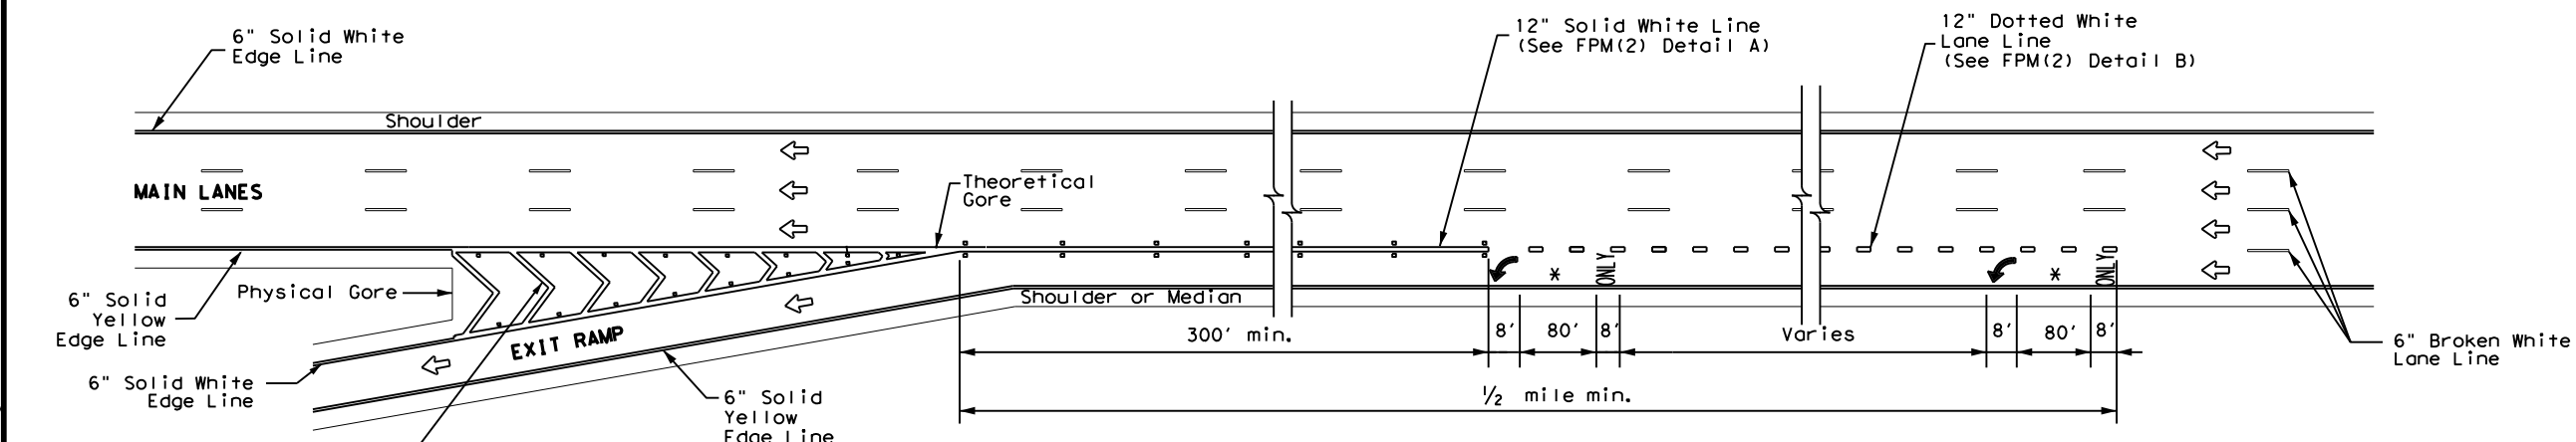 6" Solid White
Edge Line
12" Solid White Line
(See FPM(2) Detail A)
12" Dotted White
Lane Line
(See FPM(2) Detail B)
Shoulder
MAIN LANES
Theoretical
Gore
ONLY
*
ONLY
*
6" Solid
Yellow
Edge Line
Physical Gore
Shoulder or Median
EXIT RAMP
300' min.
8'
80'
8'
Varies
8'
80'
8'
6" Broken White
Lane Line
6" Solid White
Edge Line
6" Solid
Yellow
Edge Line
1/2 mile min.